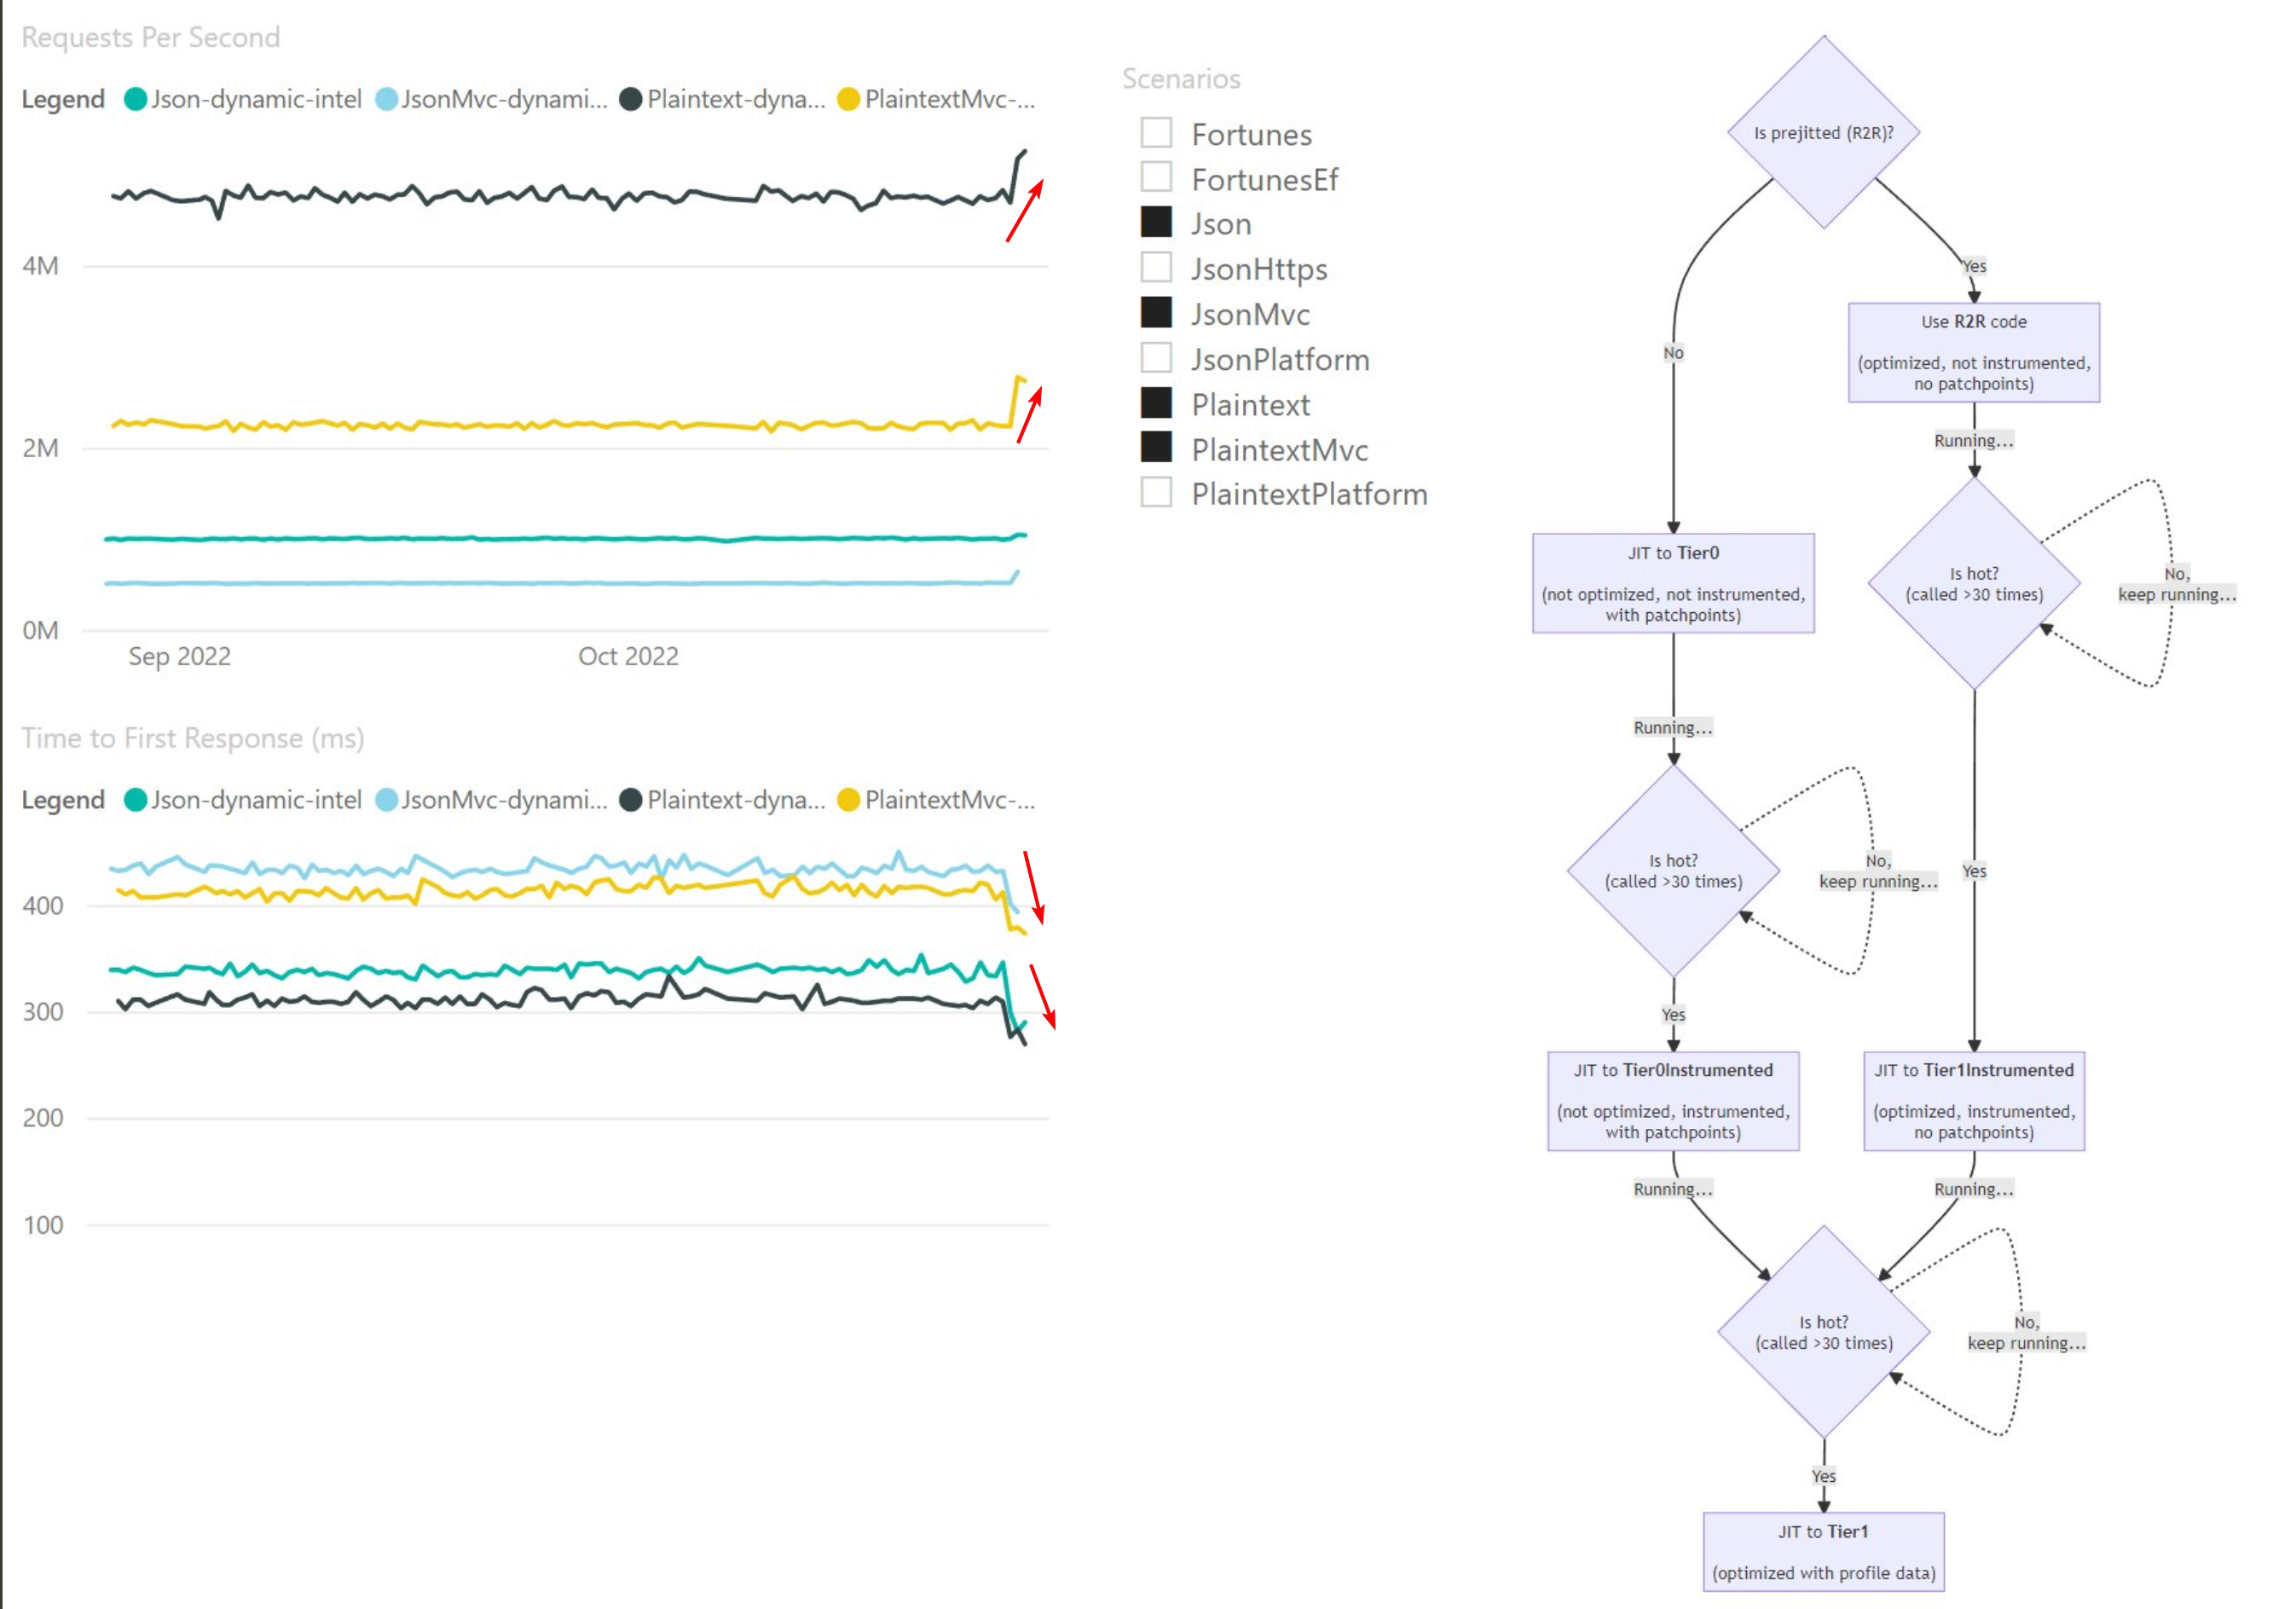 Requests Per Second
Legend Json-dynamic-intel JsonMvc-dynami... Plaintext-dyna... PlaintextMvc-...
4M
2M
0M
Sep 2022 Oct 2022
Time to First Response (ms)
Legend Json-dynamic-intel JsonMvc-dynami... Plaintext-dyna... PlaintextMvc-...
400
300
200
100
Scenarios
Fortunes
FortunesEf
Json
JsonHttps
JsonMvc
JsonPlatform
Plaintext
PlaintextMvc
PlaintextPlatform
Is prejitted (R2R)?
No
Yes
Use R2R code
(optimized, not instrumented,
no patchpoints)
Running...
Is hot?
(called >30 times)
No,
keep running...
JIT to Tier0
(not optimized, not instrumented,
with patchpoints)
Running...
Is hot?
(called >30 times)
No,
keep running...
Yes
Yes
JIT to Tier0Instrumented
(not optimized, instrumented,
with patchpoints)
JIT to Tier1Instrumented
(optimized, instrumented,
no patchpoints)
Running...
Running...
Is hot?
(called >30 times)
No,
keep running...
Yes
JIT to Tier1
(optimized with profile data)